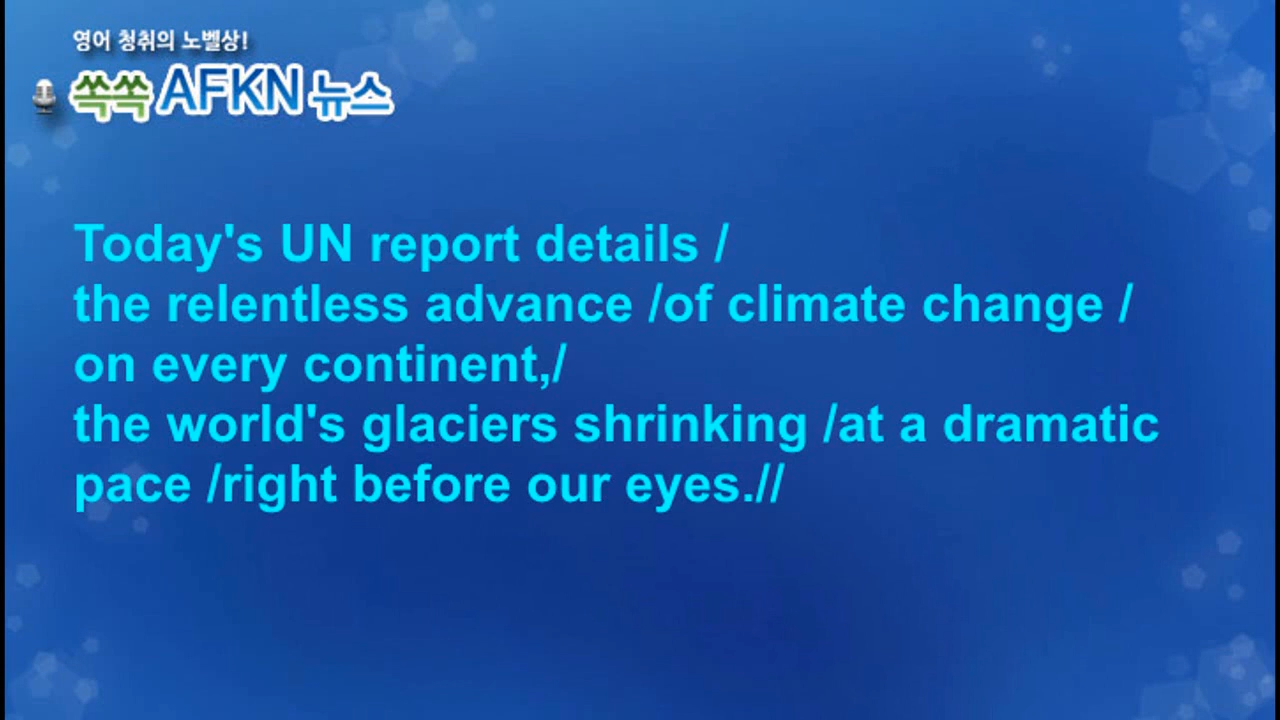 영어 청취의 노벨상!
쏙쏙 AFKN 뉴스
Today's UN report details /
the relentless advance /of climate change /
on every continent,/
the world's glaciers shrinking /at a dramatic
pace /right before our eyes.//